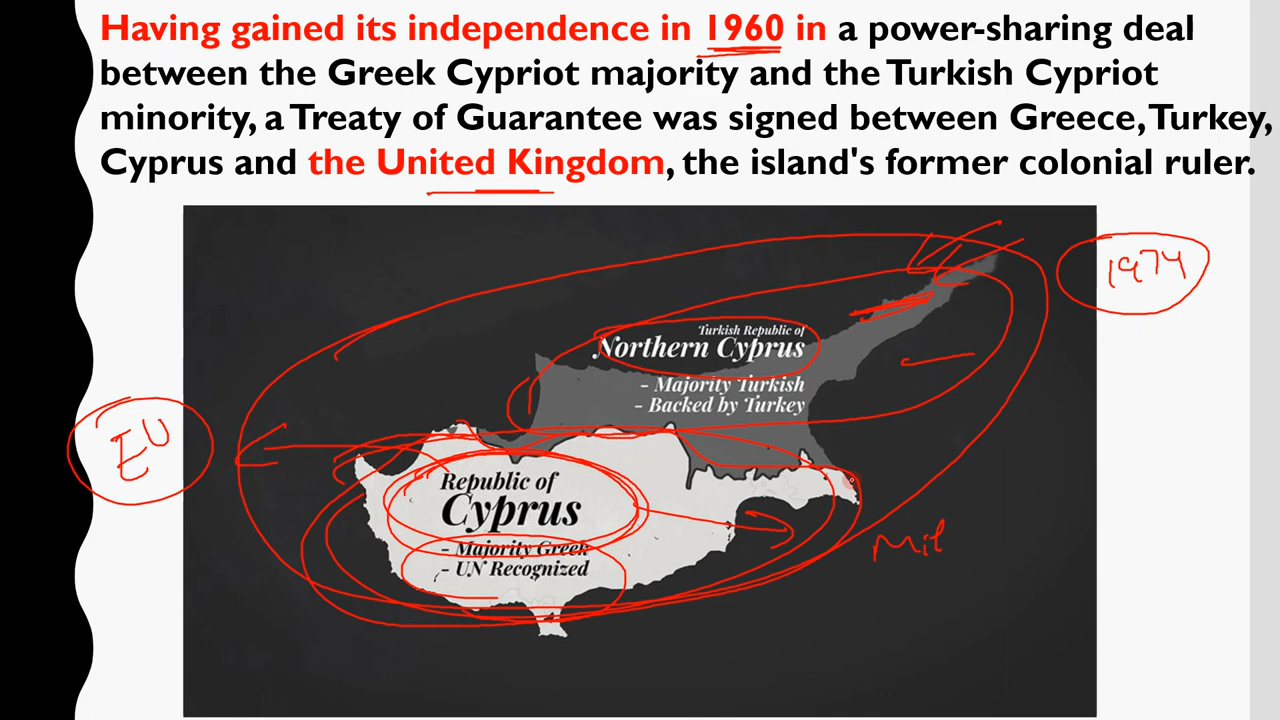 Having gained its independence in 1960 in a power-sharing deal
between the Greek Cypriot majority and the Turkish Cypriot
minority, a Treaty of Guarantee was signed between Greece, Turkey,
Cyprus and the United Kingdom, the island's former colonial ruler.
1974
Turkish Republic of
Northern Cyprus
- Majority Turkish
- Backed by Turkey
EU
Republic of
Cyprus
- Majority Greek
- UN Recognized
Mil